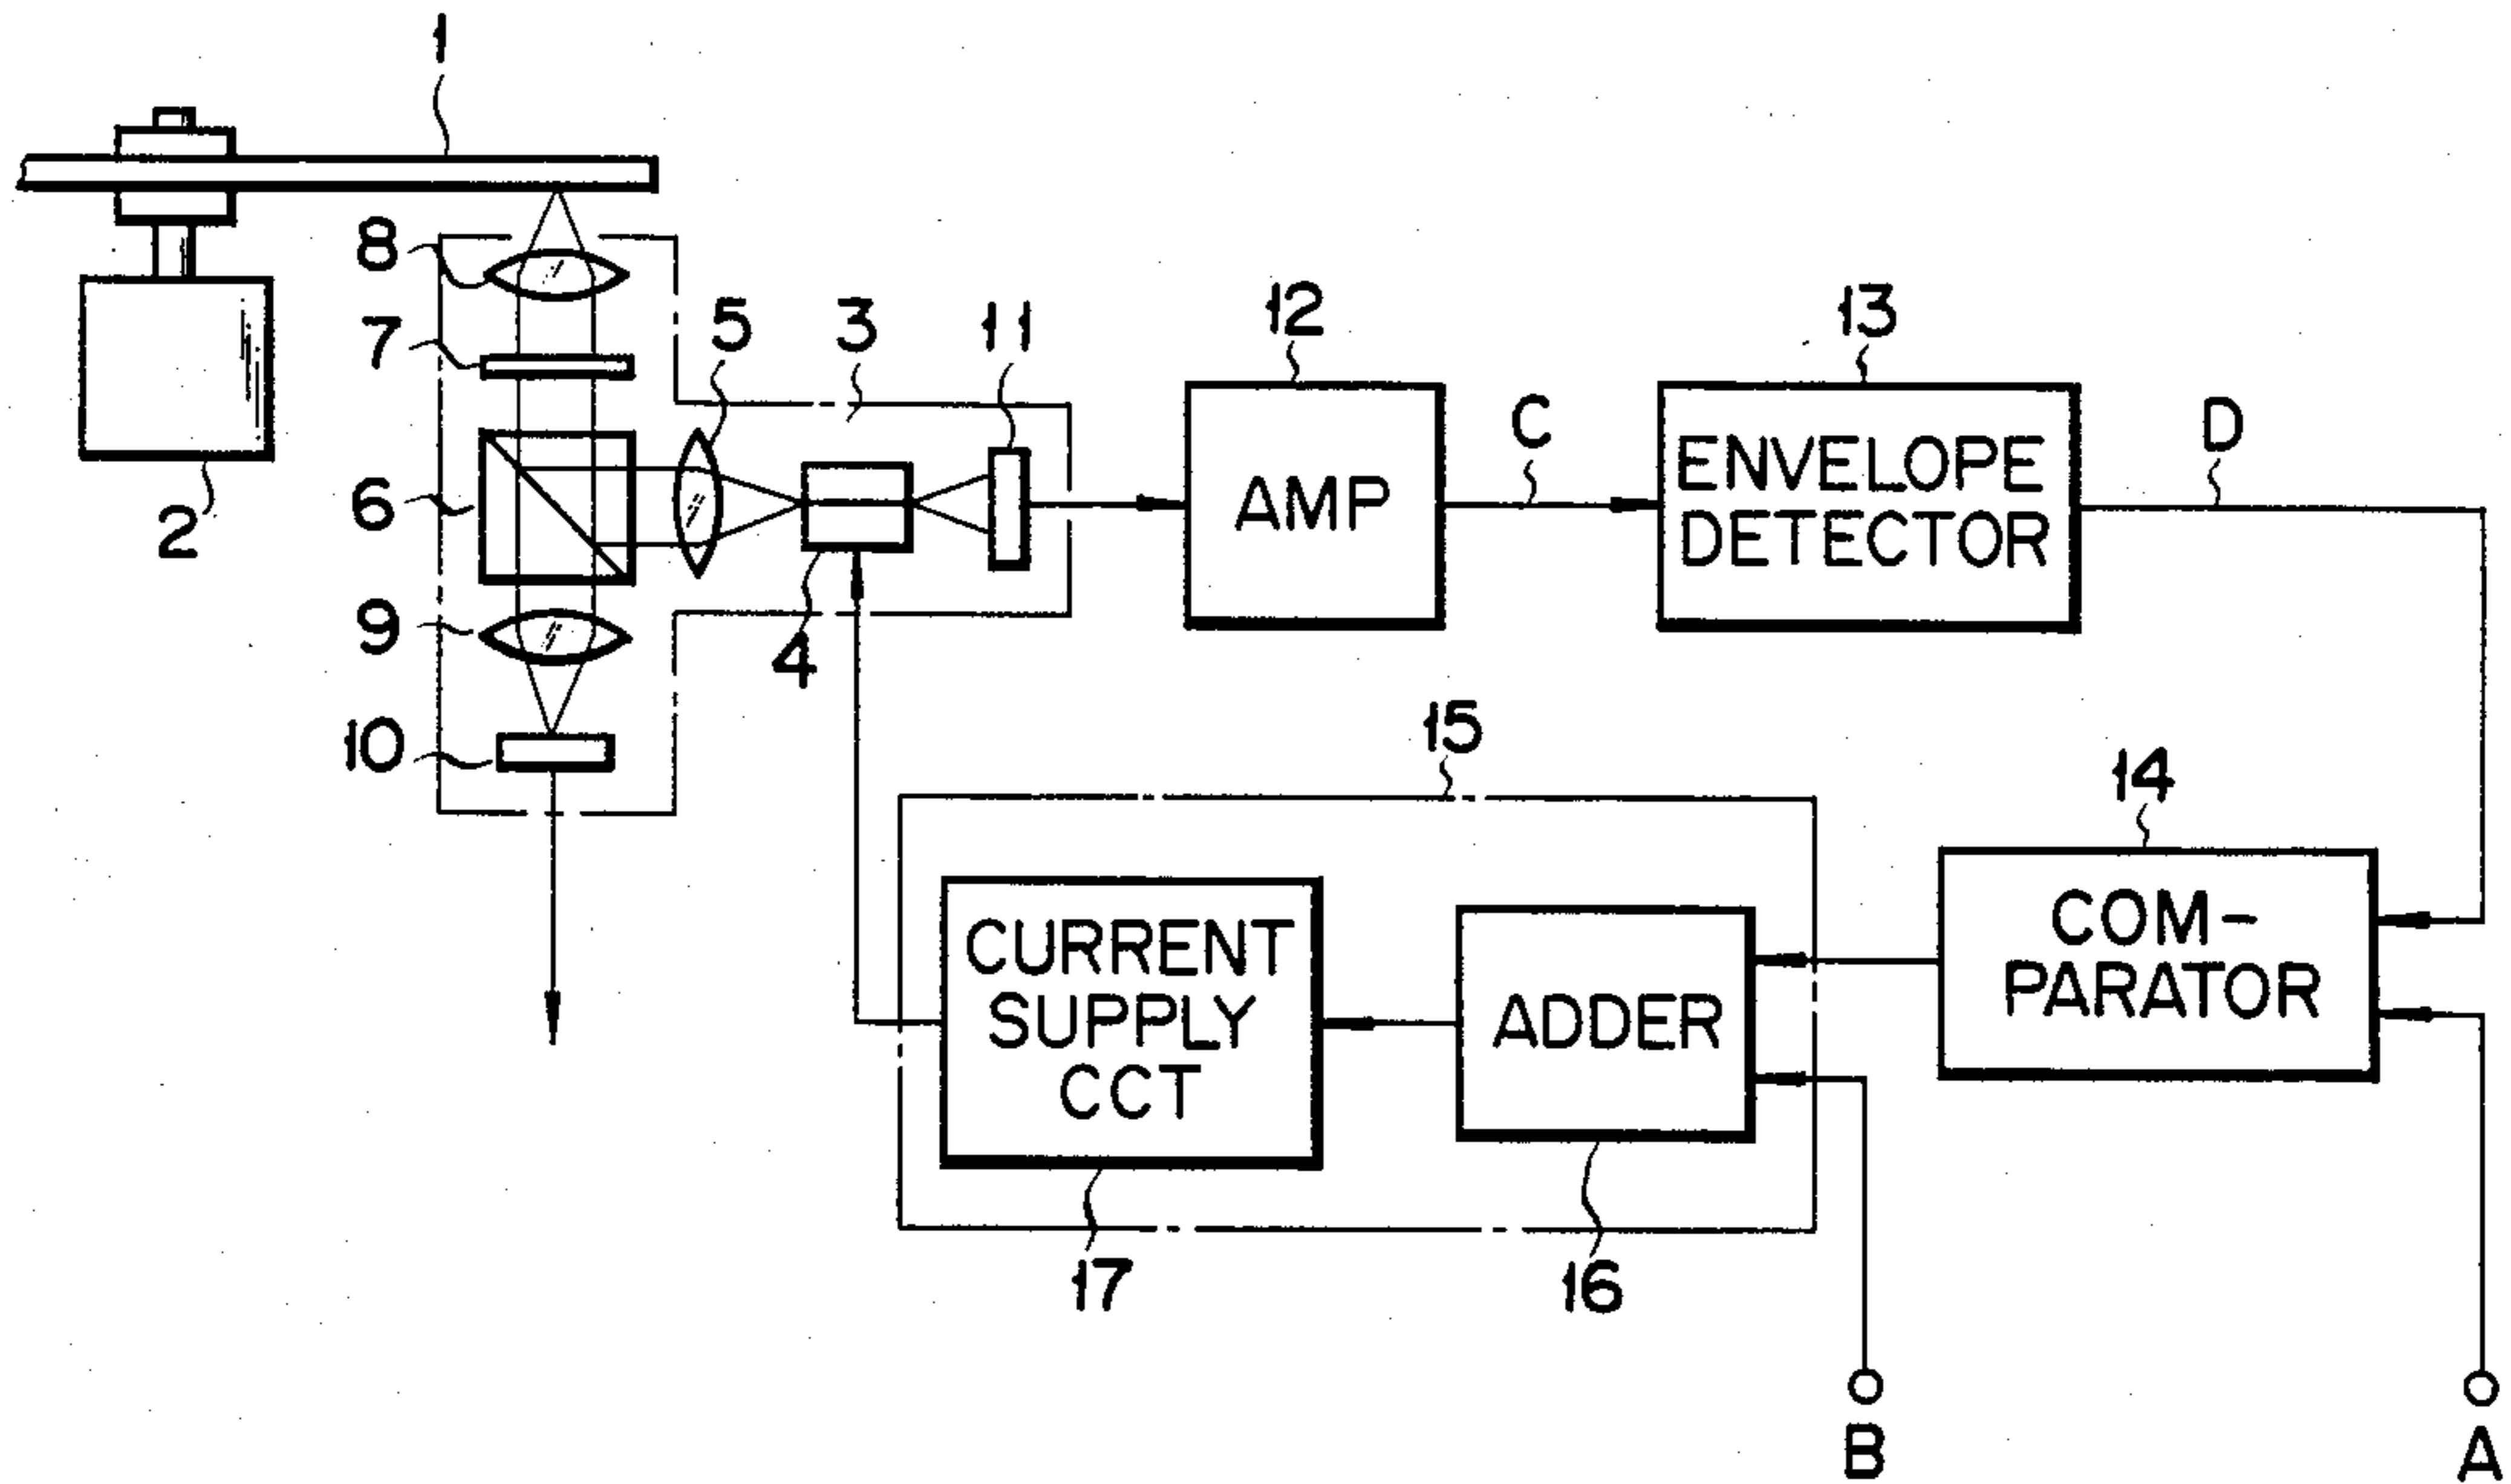 1
8
7
5
3
11
12
13
C
D
AMP
ENVELOPE
DETECTOR
6
2
9
4
10
15
14
COM-
PARATOR
CURRENT
SUPPLY
CCT
ADDER
17
16
B
A